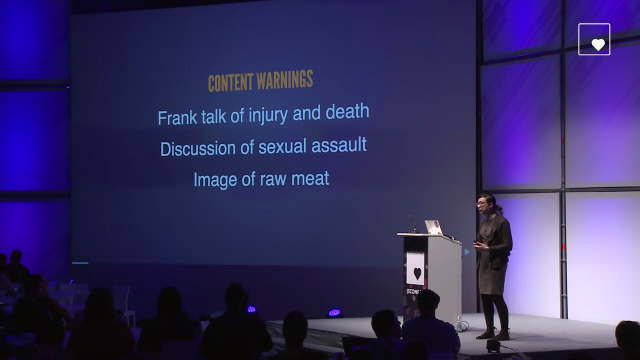 CONTENT WARNINGS
Frank talk of injury and death
Discussion of sexual assault
Image of raw meat